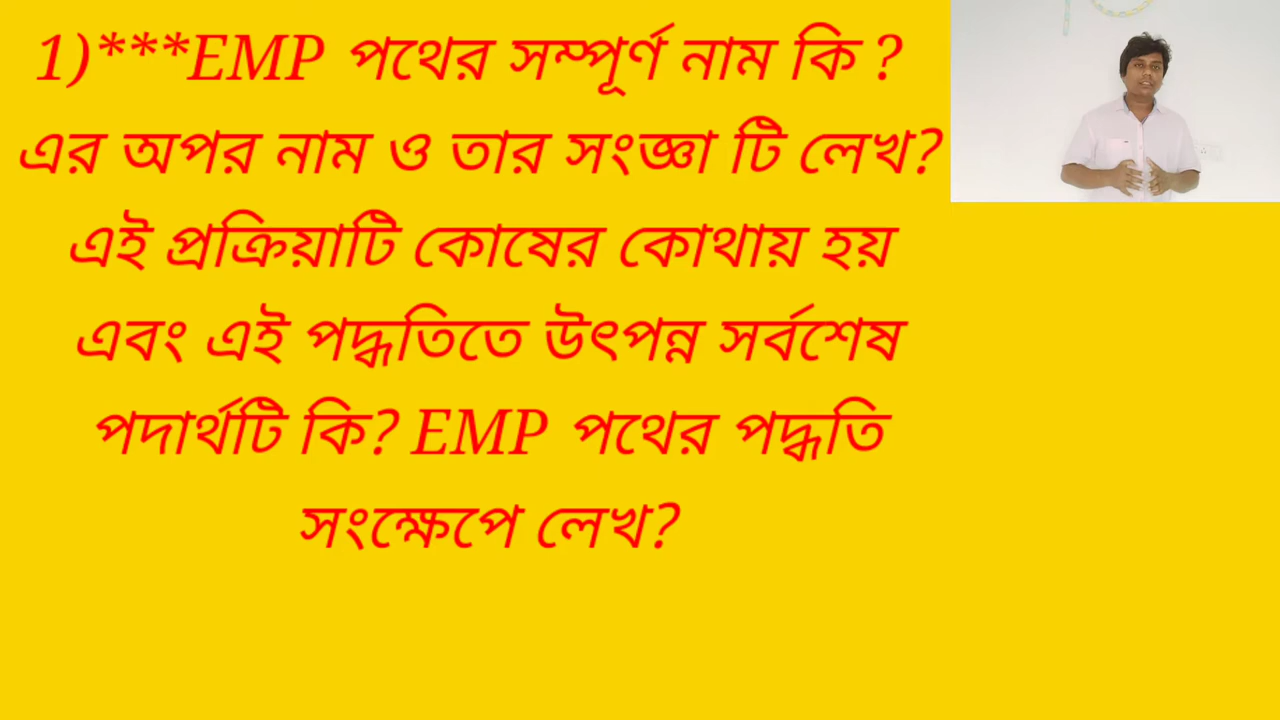 1)***EMP পথের সম্পূর্ণ নাম কি ?
এর অপর নাম ও তার সংজ্ঞা টি লেখ?
এই প্রক্রিয়াটি কোষের কোথায় হয়
এবং এই পদ্ধতিতে উৎপন্ন সর্বশেষ
পদার্থটি কি? EMP পথের পদ্ধতি
সংক্ষেপে লেখ?